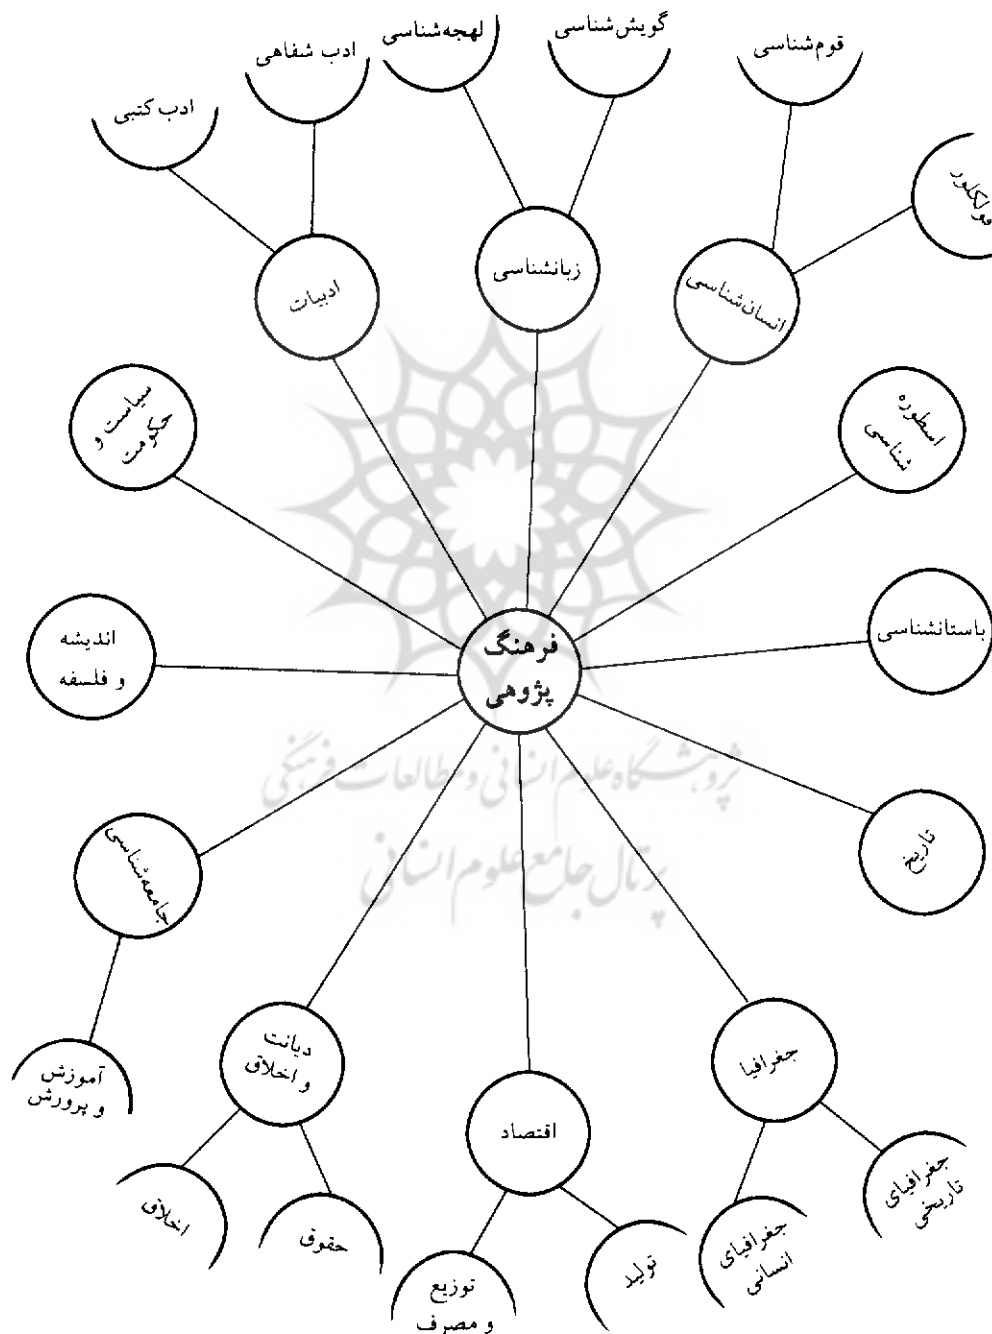 گویش‌شناسی
لهجه‌شناسی
قوم‌شناسی
ادب شفاهی
ادب کتبی
فولکلور
زبانشناسی
انسان‌شناسی
ادبیات
اسطوره
شناسی
سیاست و
حکومت
باستانشناسی
فرهنگ
پژوهی
اندیشه
و فلسفه
پژوهشگاه علوم انسانی و مطالعات فرهنگی
پرتال جامع علوم انسانی
تاریخ
جامعه‌شناسی
جغرافیا
دیانت
و اخلاق
اقتصاد
آموزش
و پرورش
جغرافیای
تاریخی
جغرافیای
انسانی
تولید
توزیع
و مصرف
حقوق
اخلاق